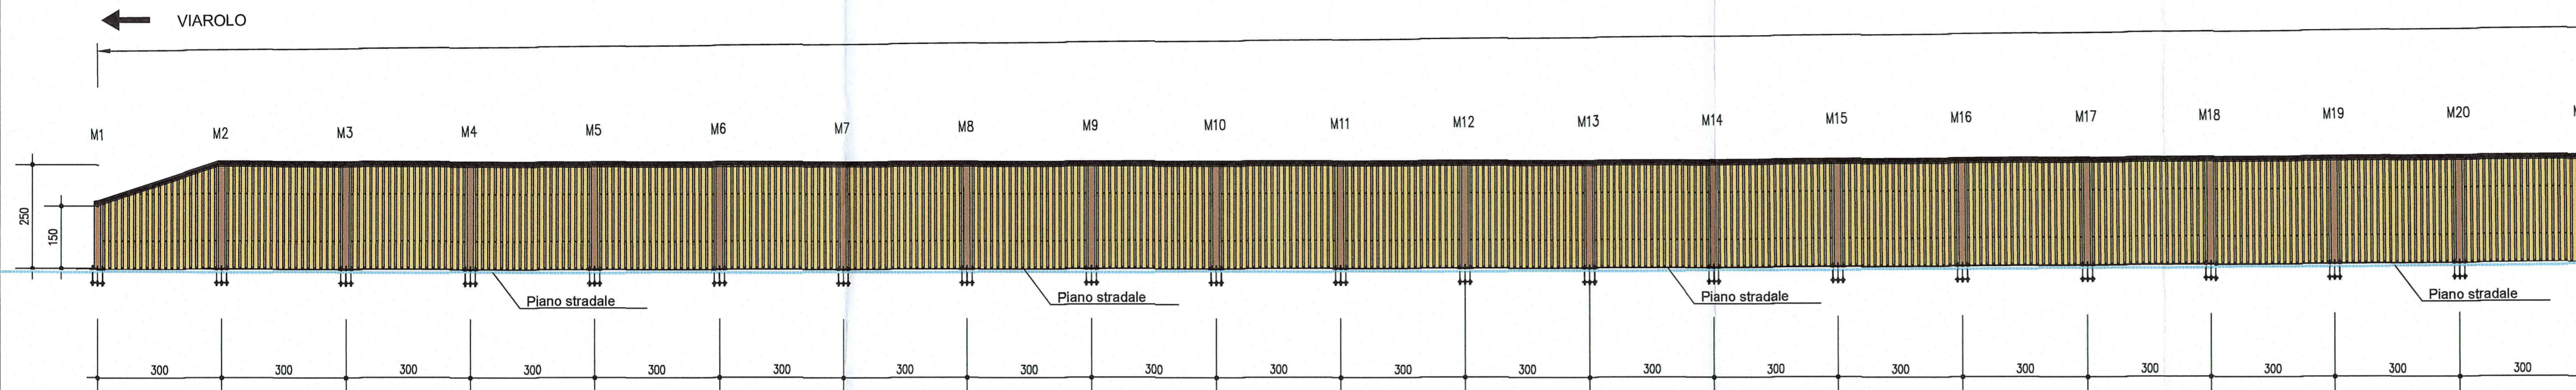 VIAROLO
M1 M2 M3 M4 M5 M6 M7 M8 M9 M10 M11 M12 M13 M14 M15 M16 M17 M18 M19 M20
250
150
Piano stradale Piano stradale Piano stradale Piano stradale
300 300 300 300 300 300 300 300 300 300 300 300 300 300 300 300 300 300 300 300